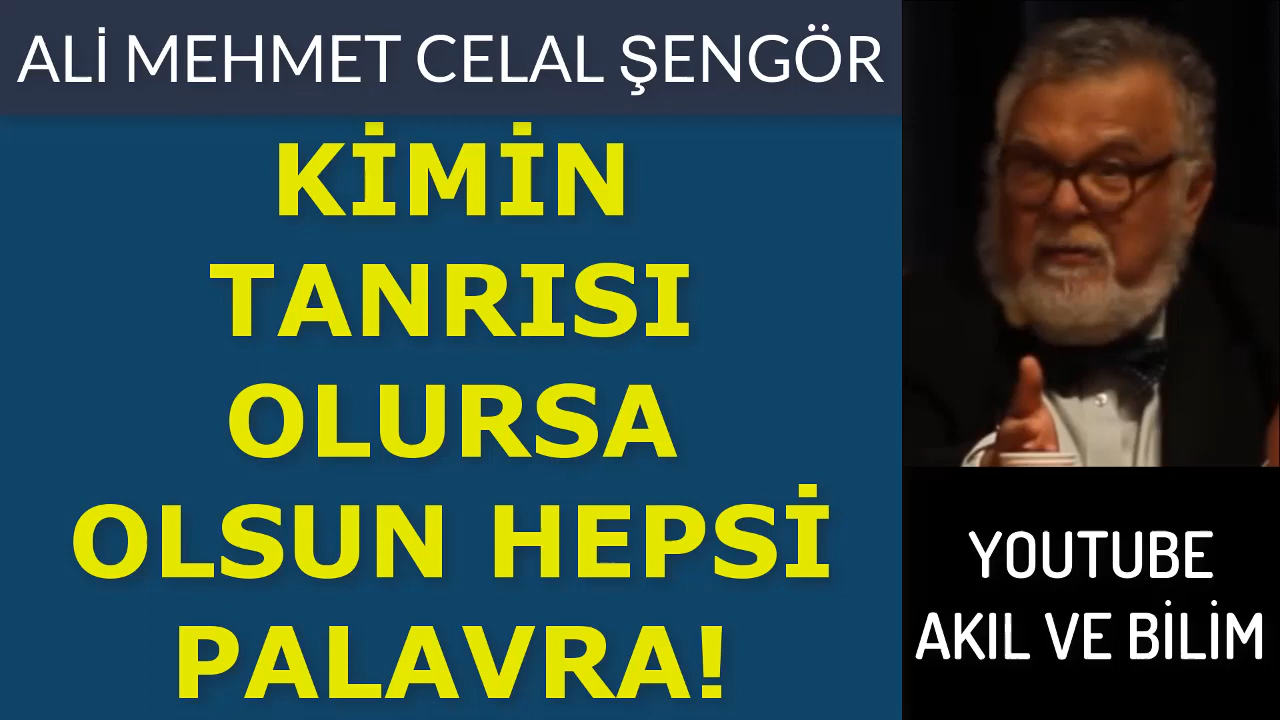 ALİ MEHMET CELAL ŞENGÖR
KİMİN
TANRISI
OLURSA
OLSUN HEPSİ
PALAVRA!
YOUTUBE
AKIL VE BİLİM